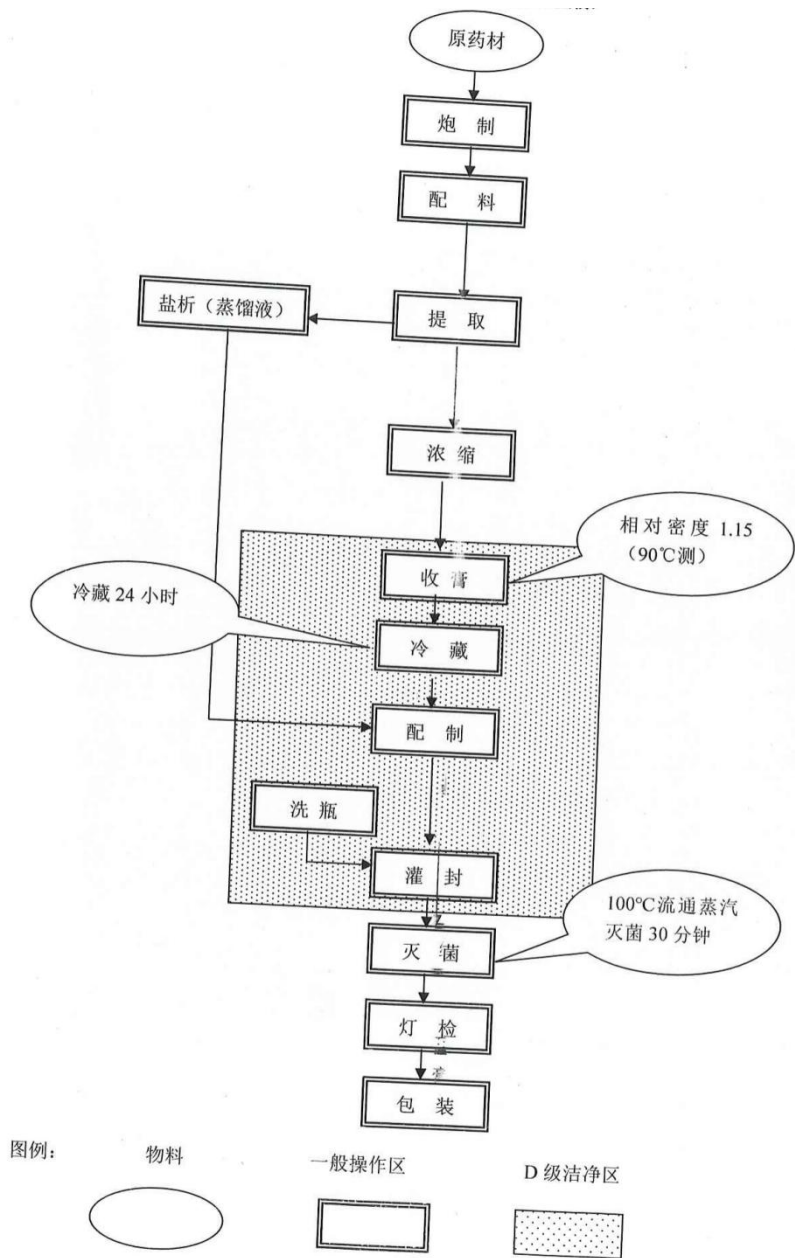 原药材
炮 制
配 料
盐析（蒸馏液）
提 取
浓 缩
相对密度 1.15
（90℃测）
收 膏
冷藏 24 小时
冷 藏
配 制
洗 瓶
灌 封
100℃流通蒸汽
灭菌 30 分钟
灭 菌
灯 检
包 装
图例：
物料
一般操作区
D 级洁净区